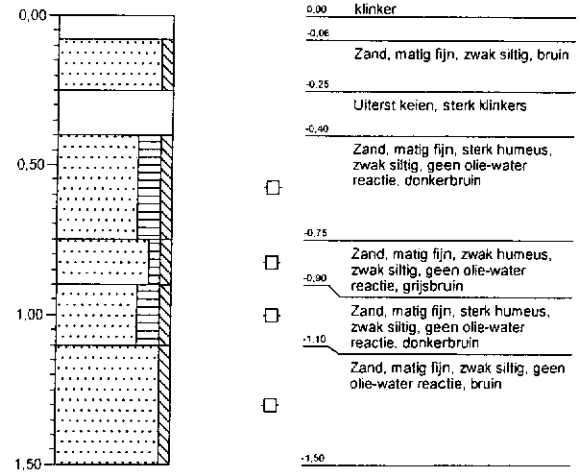 0,00
0,50
1,00
1,50
0,00 klinker
-0,06
Zand, matig fijn, zwak siltig, bruin
-0,25
Uiterst keien, sterk klinkers
-0,40
Zand, matig fijn, sterk humeus,
zwak siltig, geen olie-water
reactie, donkerbruin
-0,75
Zand, matig fijn, zwak humeus,
zwak siltig, geen olie-water
reactie, grijsbruin
-0,90
Zand, matig fijn, sterk humeus,
zwak siltig, geen olie-water
reactie, donkerbruin
-1,10
Zand, matig fijn, zwak siltig, geen
olie-water reactie, bruin
-1,50